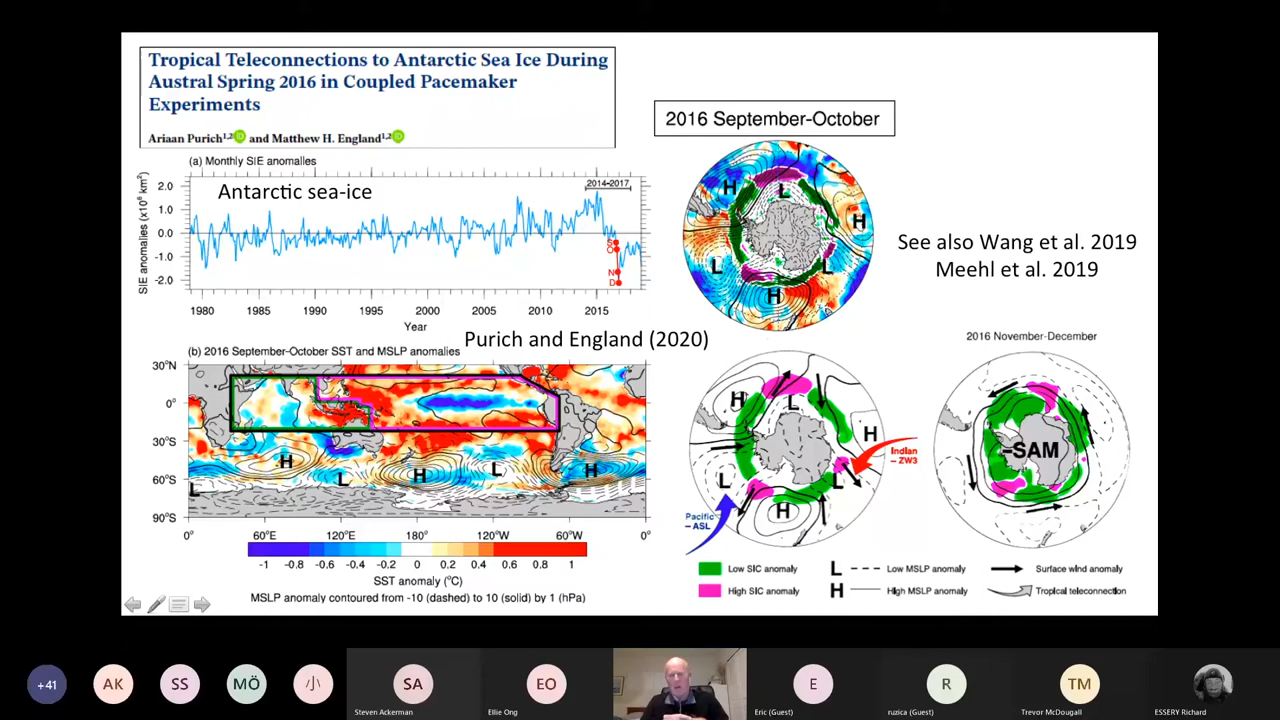 Tropical Teleconnections to Antarctic Sea Ice During
Austral Spring 2016 in Coupled Pacemaker
Experiments
Ariaan Purich1,2 iD and Matthew H. England1,2 iD
(a) Monthly SIE anomalies
Antarctic sea-ice
2014-2017
SIE anomalies (x10⁶ km²)
2.0
1.0
0.0
-1.0
-2.0
S
O
N
D
1980 1985 1990 1995 2000 2005 2010 2015
Year
Purich and England (2020)
(b) 2016 September-October SST and MSLP anomalies
30°N
0°
30°S
60°S
90°S
H L H L H
L
0° 60°E 120°E 180°E 120°W 60°W 0°
-1 -0.8 -0.6 -0.4 -0.2 0 0.2 0.4 0.6 0.8 1
SST anomaly (°C)
MSLP anomaly contoured from -10 (dashed) to 10 (solid) by 1 (hPa)
2016 September-October
H L H
L L
H
See also Wang et al. 2019
Meehl et al. 2019
2016 November-December
H L H
L L
H
Indian
– ZW3
Pacific
– ASL
-SAM
Low SIC anomaly L Low MSLP anomaly Surface wind anomaly
High SIC anomaly H High MSLP anomaly Tropical teleconnection
+41 AK SS MÖ 小 SA EO E R TM
Steven Ackerman Ellie Ong Eric (Guest) ruzica (Guest) Trevor McDougall ESSERY Richard